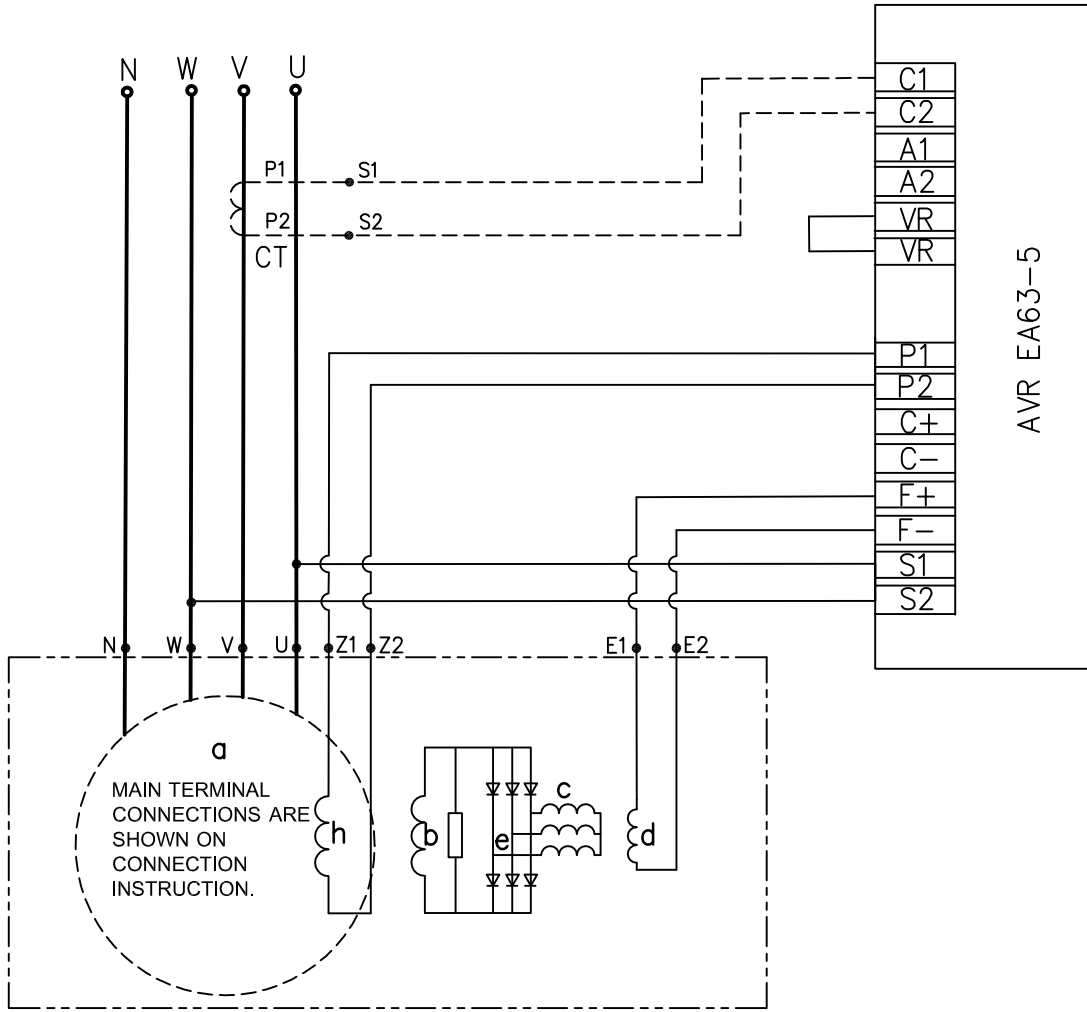 N W V U
C1
C2
A1
A2
VR
VR
P1
P2
C+
C-
F+
F-
S1
S2
AVR EA63-5
P1 S1
P2 S2
CT
N W V U Z1 Z2 E1 E2
a
MAIN TERMINAL
CONNECTIONS ARE
SHOWN ON
CONNECTION
INSTRUCTION.
h
b
e
c
d